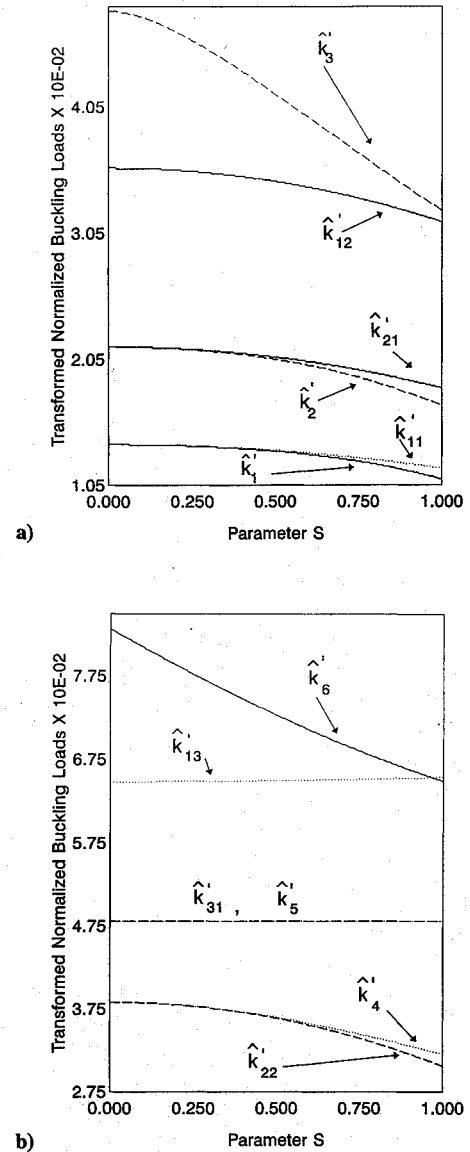 Transformed Normalized Buckling Loads X 10E-02
4.05
3.05
2.05
1.05
k̂'₃
k̂'₁₂
k̂'₂₁
k̂'₂
k̂'₁₁
k̂'₁
0.000 0.250 0.500 0.750 1.000
Parameter S
a)
Transformed Normalized Buckling Loads X 10E-02
7.75
6.75
5.75
4.75
3.75
2.75
k̂'₆
k̂'₁₃
k̂'₃₁ , k̂'₅
k̂'₄
k̂'₂₂
0.000 0.250 0.500 0.750 1.000
Parameter S
b)